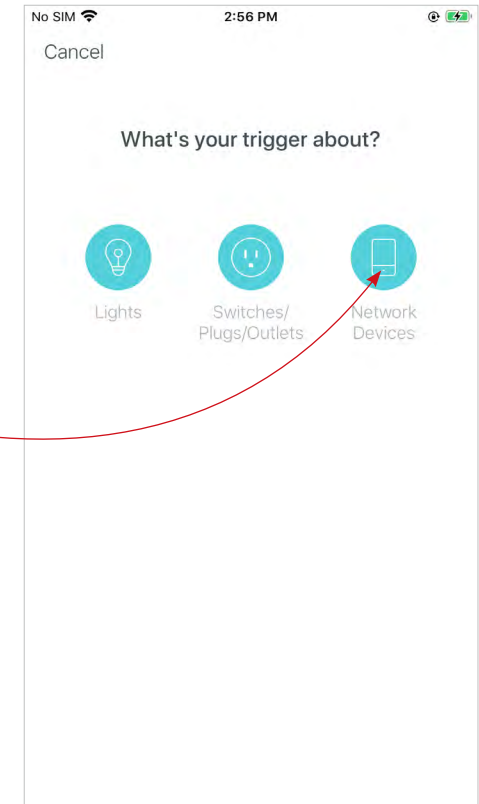 No SIM 2:56 PM
Cancel
What's your trigger about?
Lights
Switches/
Plugs/Outlets
Network
Devices